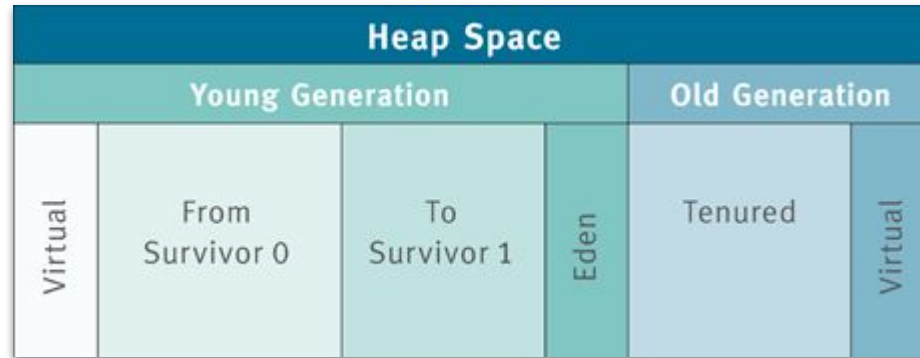 Heap Space
Young Generation
Old Generation
Virtual
From
Survivor 0
To
Survivor 1
Eden
Tenured
Virtual